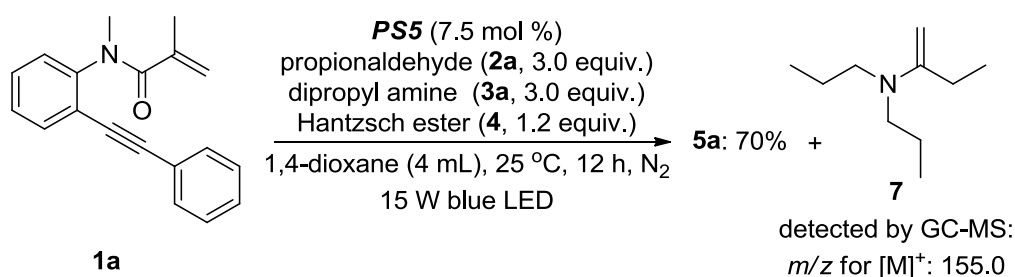 PS5 (7.5 mol %)
propionaldehyde (2a, 3.0 equiv.)
dipropyl amine (3a, 3.0 equiv.)
Hantzsch ester (4, 1.2 equiv.)
1,4-dioxane (4 mL), 25 °C, 12 h, N₂
15 W blue LED
N
O
1a
5a: 70% +
N
7
detected by GC-MS:
m/z for [M]⁺: 155.0